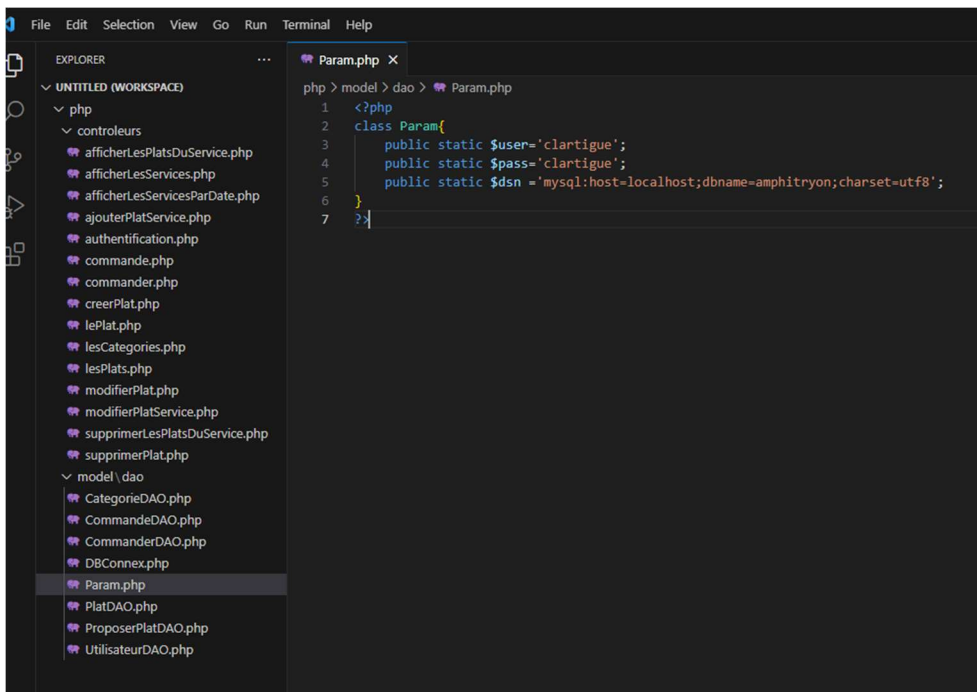 File Edit Selection View Go Run Terminal Help
EXPLORER ...
UNTITLED (WORKSPACE)
php
controleurs
afficherLesPlatsDuService.php
afficherLesServices.php
afficherLesServicesParDate.php
ajouterPlatService.php
authentification.php
commande.php
commander.php
creerPlat.php
lePlat.php
lesCategories.php
lesPlats.php
modifierPlat.php
modifierPlatService.php
supprimerLesPlatsDuService.php
supprimerPlat.php
model\dao
CategorieDAO.php
CommandeDAO.php
CommanderDAO.php
DBConnex.php
Param.php
PlatDAO.php
ProposerPlatDAO.php
UtilisateurDAO.php
Param.php
php > model > dao > Param.php
1 <?php
2 class Param{
3 public static $user='clartigue';
4 public static $pass='clartigue';
5 public static $dsn ='mysql:host=localhost;dbname=amphitryon;charset=utf8';
6 }
7 ?>